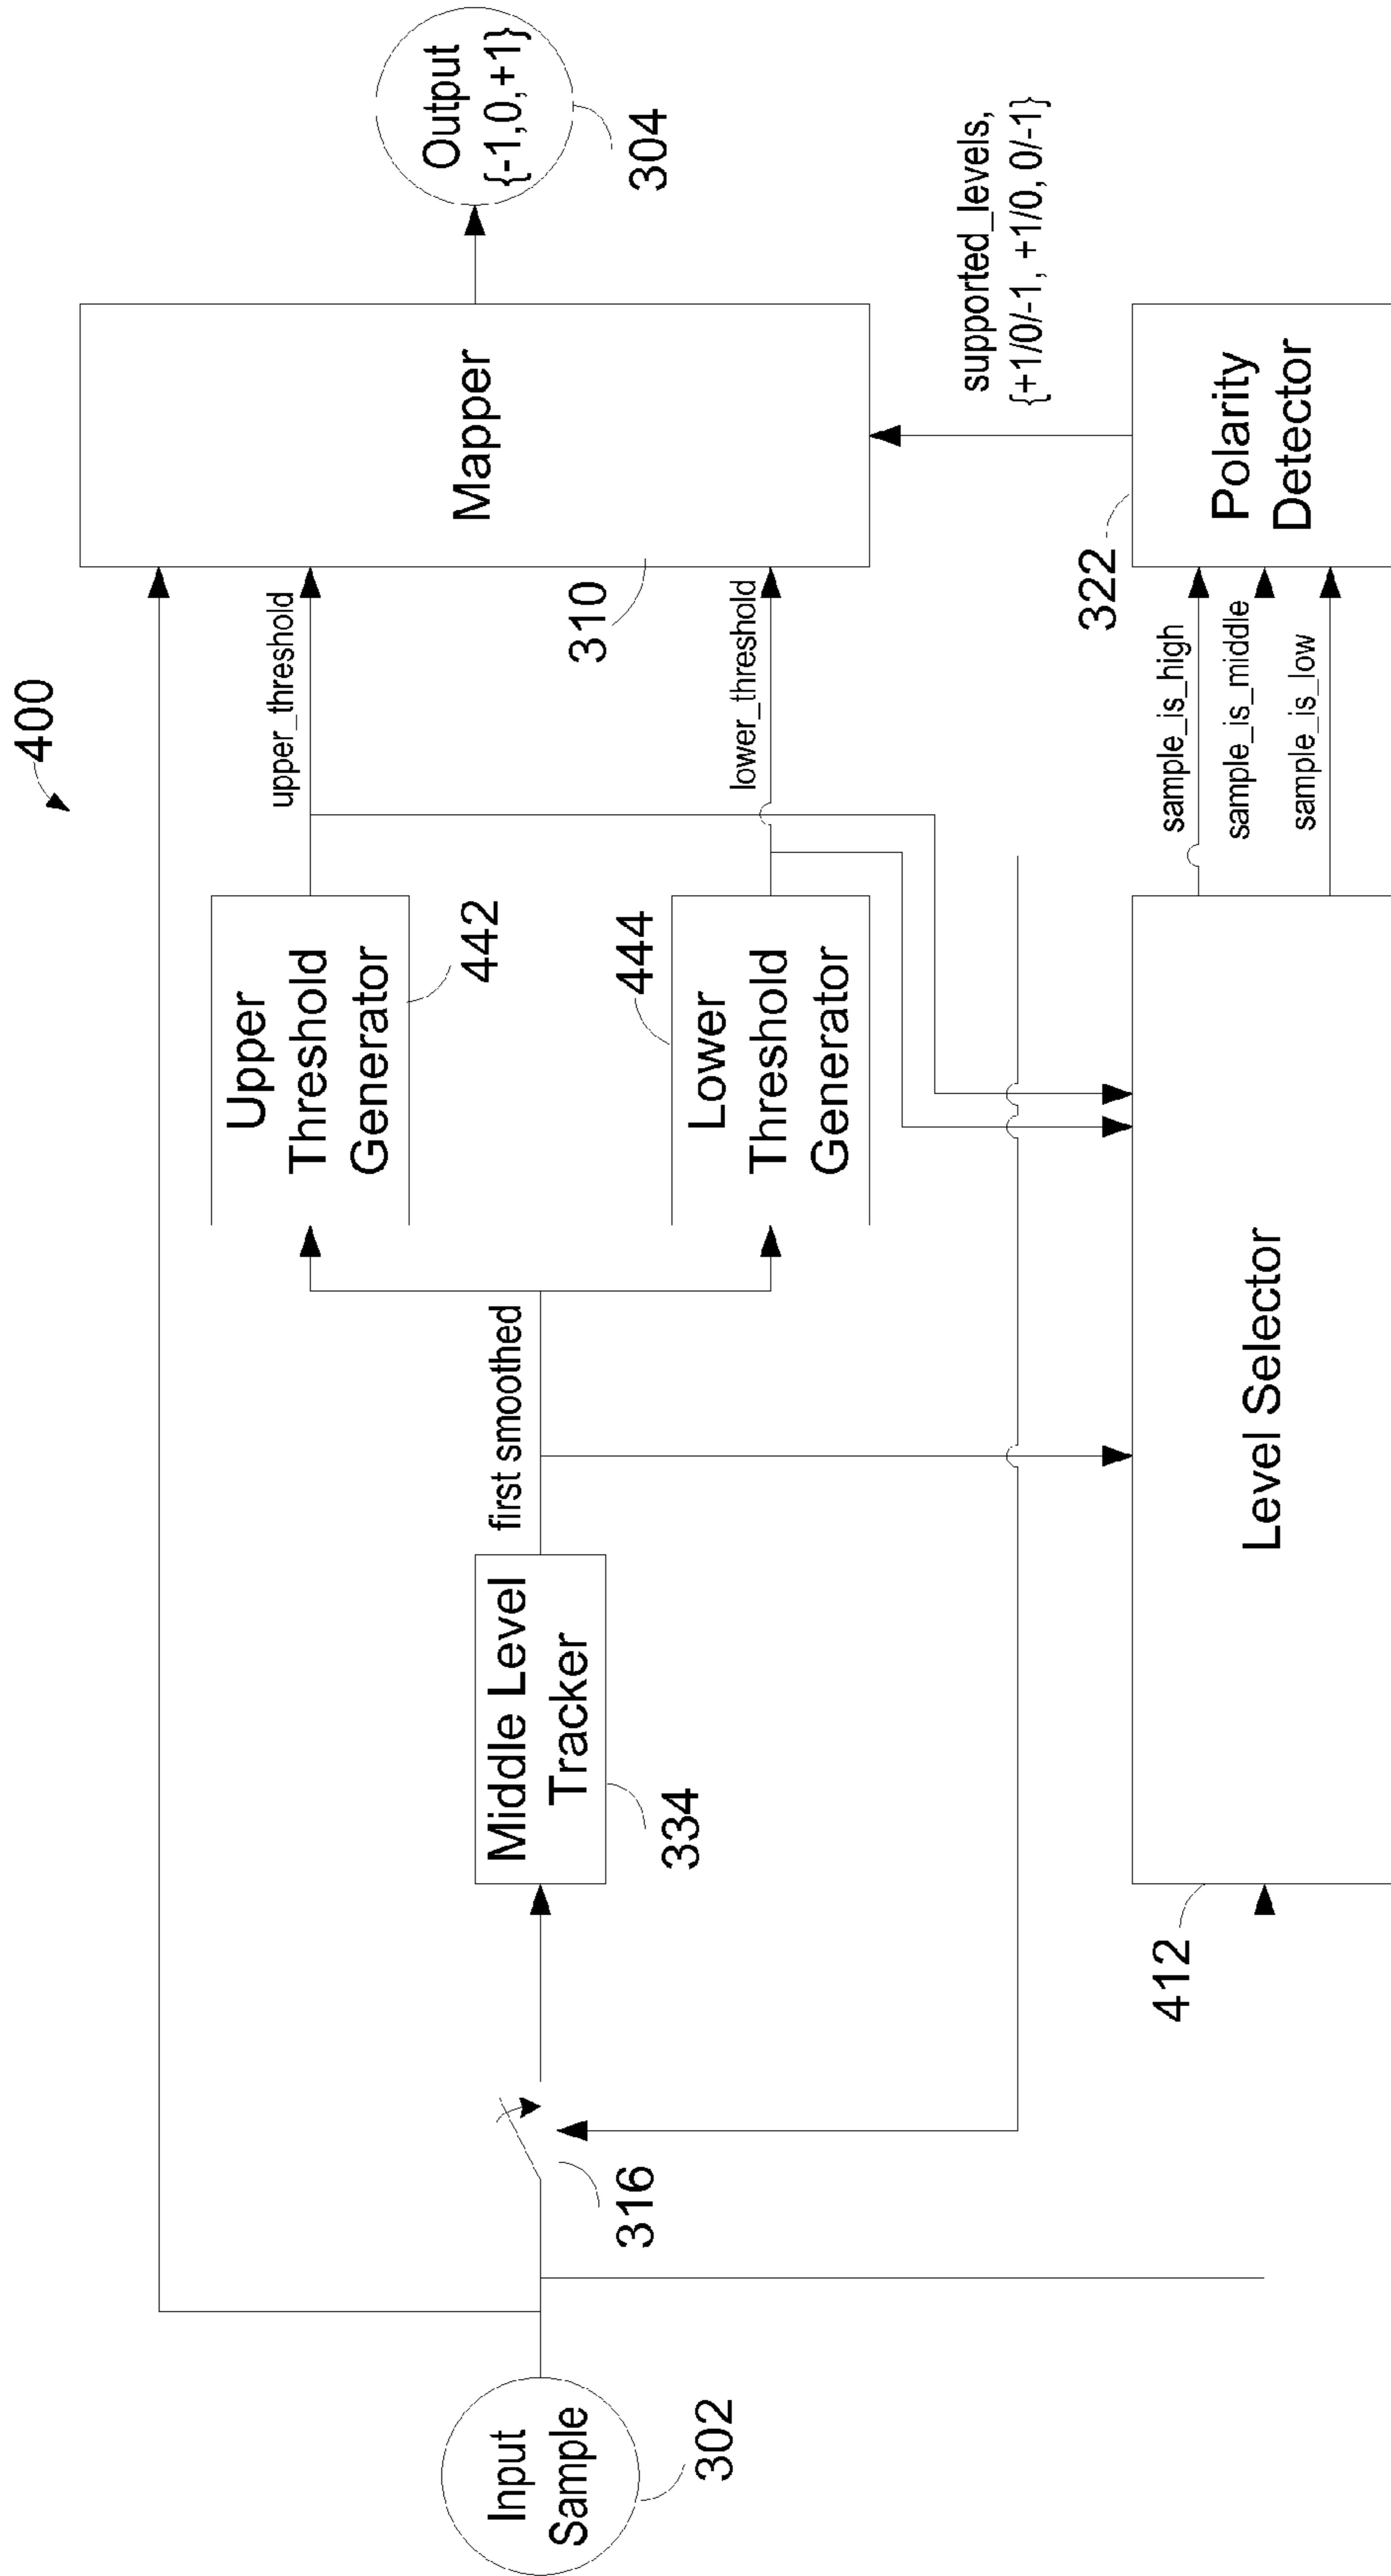 400
Input
Sample
302
316
Middle Level
Tracker
334
first smoothed
Upper
Threshold
Generator
442
Lower
Threshold
Generator
444
upper_threshold
lower_threshold
Mapper
310
Output
{-1,0,+1}
304
412
Level Selector
sample_is_high
sample_is_middle
sample_is_low
322
Polarity
Detector
supported_levels,
{+1/0/-1, +1/0, 0/-1}